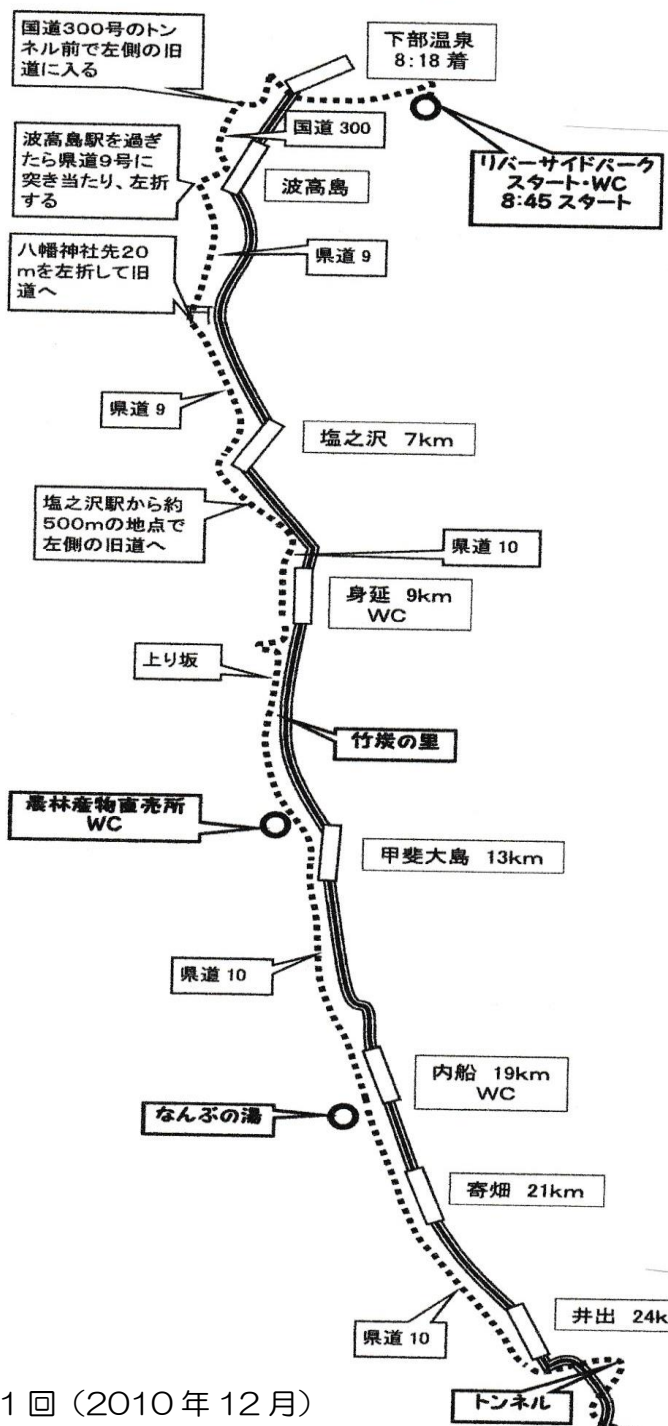 国道300号のトン
ネル前で左側の旧
道に入る
下部温泉
8:18 着
国道 300
リバーサイドパーク
スタート・WC
8:45 スタート
波高島駅を過ぎ
たら県道9号に
突き当たり、左折
する
波高島
八幡神社先20
mを左折して旧
道へ
県道 9
県道 9
塩之沢 7km
塩之沢駅から約
500mの地点で
左側の旧道へ
県道 10
身延 9km
WC
上り坂
竹炭の里
農林産物直売所
WC
甲斐大島 13km
県道 10
内船 19km
WC
なんぶの湯
寄畑 21km
井出 24k
県道 10
トンネル
1 回（2010 年 12 月）